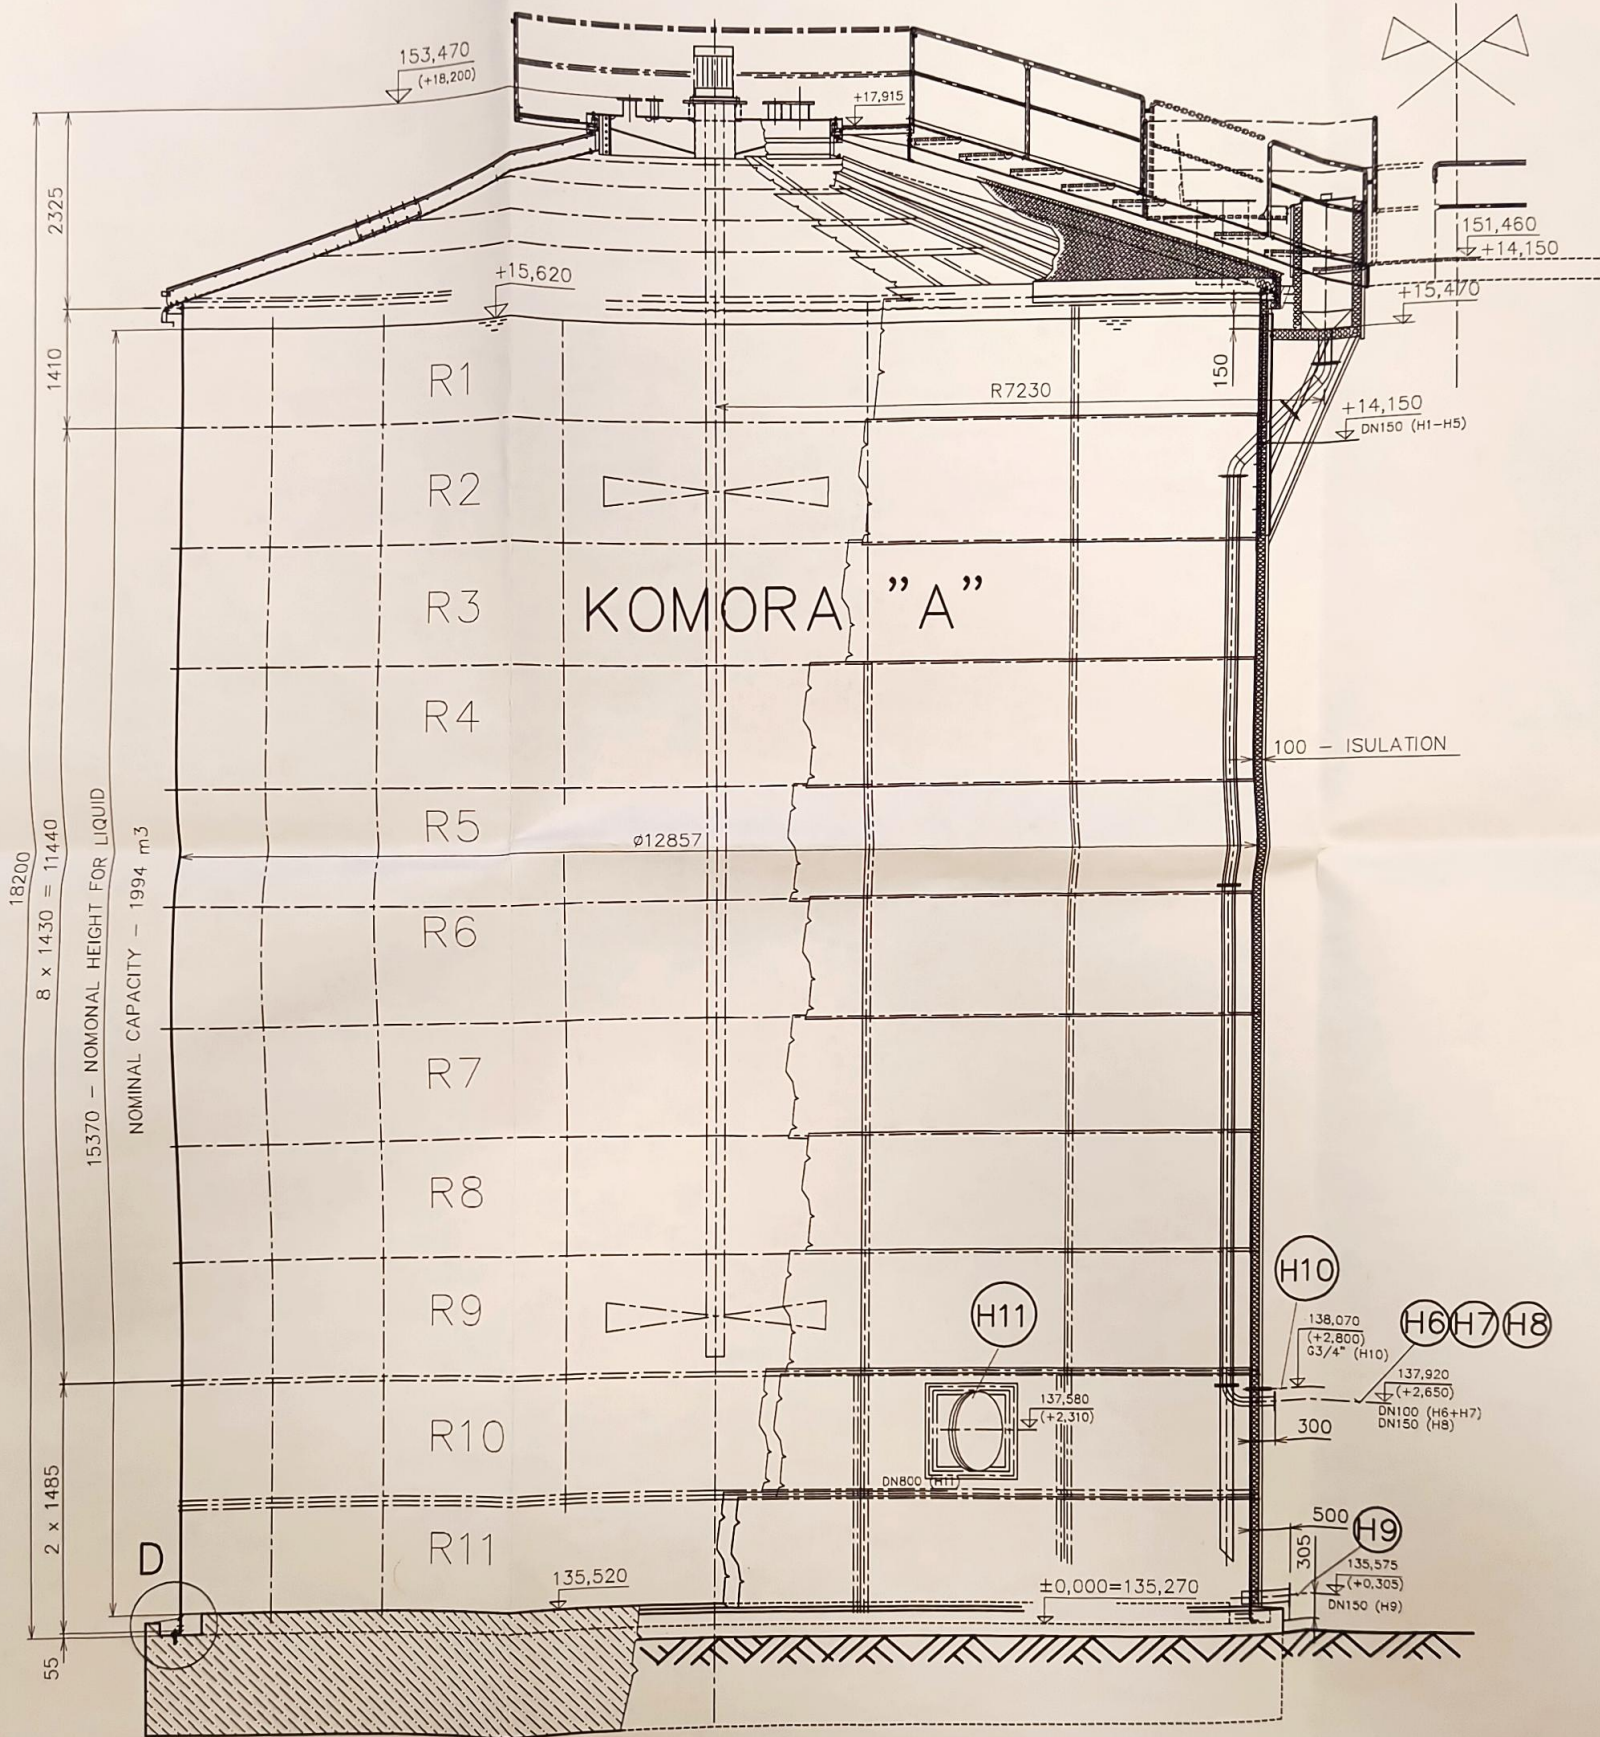 153,470
(+18,200)
+17,915
151,460
+14,150
+15,470
+15,620
2325
1410
150
R7230
+14,150
DN150 (H1-H5)
R1
R2
R3
KOMORA "A"
R4
100 - ISULATION
R5
ø12857
R6
R7
R8
R9
R10
R11
18200
8 x 1430 = 11440
15370 - NOMONAL HEIGHT FOR LIQUID
NOMINAL CAPACITY - 1994 m3
2 x 1485
55
H10
H11
138,070
(+2,800)
G3/4" (H10)
H6 H7 H8
137,920
(+2,650)
DN100 (H6+H7)
DN150 (H8)
137,580
(+2,310)
300
DN800 (H11)
500
H9
305
135,575
(+0,305)
DN150 (H9)
D
135,520
±0,000=135,270